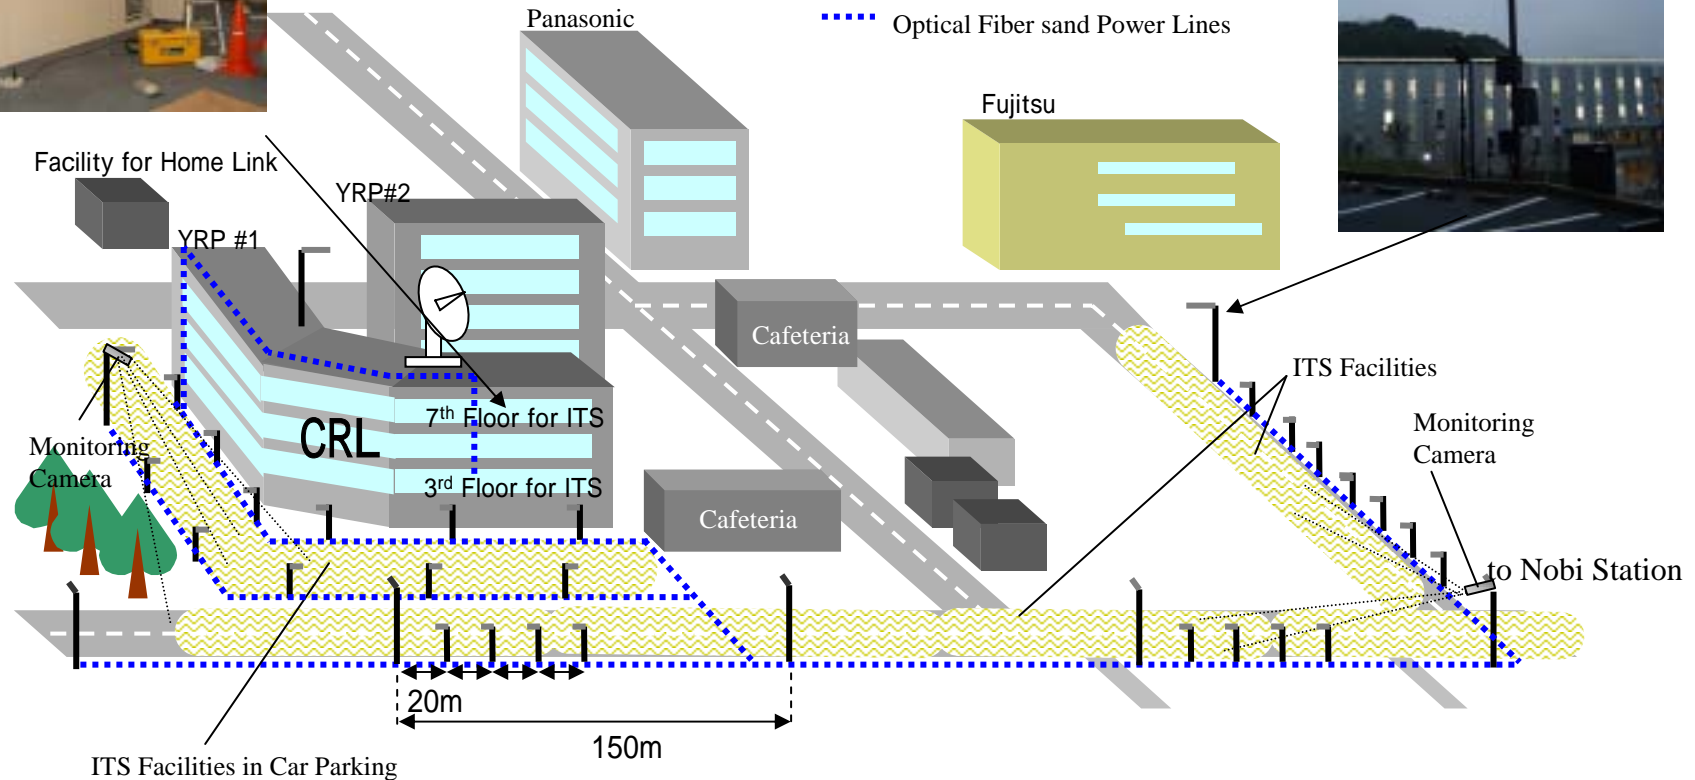 Panasonic
Optical Fiber sand Power Lines
Fujitsu
Facility for Home Link
YRP#2
YRP #1
Cafeteria
ITS Facilities
7th Floor for ITS
CRL
Monitoring
Camera
Monitoring
Camera
3rd Floor for ITS
Cafeteria
to Nobi Station
20m
150m
ITS Facilities in Car Parking